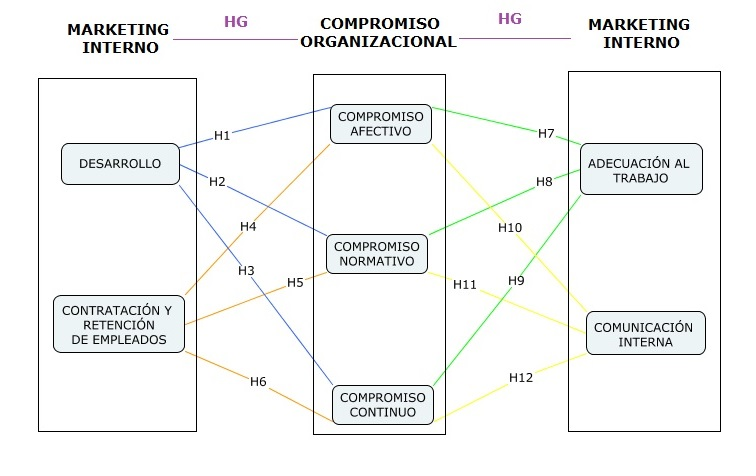 MARKETING
INTERNO
HG
COMPROMISO
ORGANIZACIONAL
HG
MARKETING
INTERNO
DESARROLLO
CONTRATACIÓN Y
RETENCIÓN
DE EMPLEADOS
H1
H2
H4
H3
H5
H6
COMPROMISO
AFECTIVO
COMPROMISO
NORMATIVO
COMPROMISO
CONTINUO
H7
H8
H10
H9
H11
H12
ADECUACIÓN AL
TRABAJO
COMUNICACIÓN
INTERNA